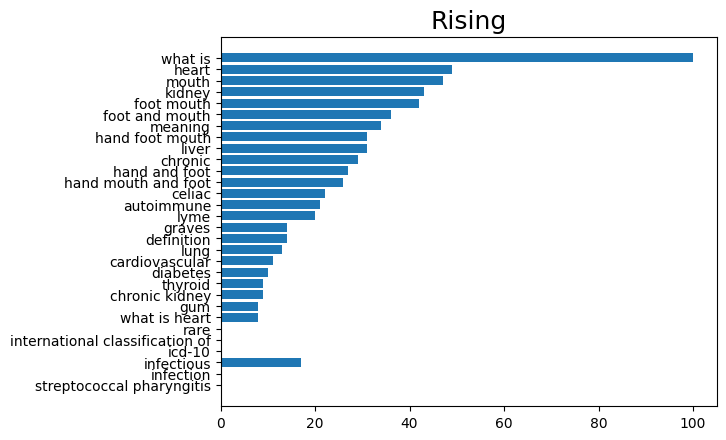 Rising
what is
heart
mouth
kidney
foot mouth
foot and mouth
meaning
hand foot mouth
liver
chronic
hand and foot
hand mouth and foot
celiac
autoimmune
lyme
graves
definition
lung
cardiovascular
diabetes
thyroid
chronic kidney
gum
what is heart
rare
international classification of
icd-10
infectious
infection
streptococcal pharyngitis
0 20 40 60 80 100